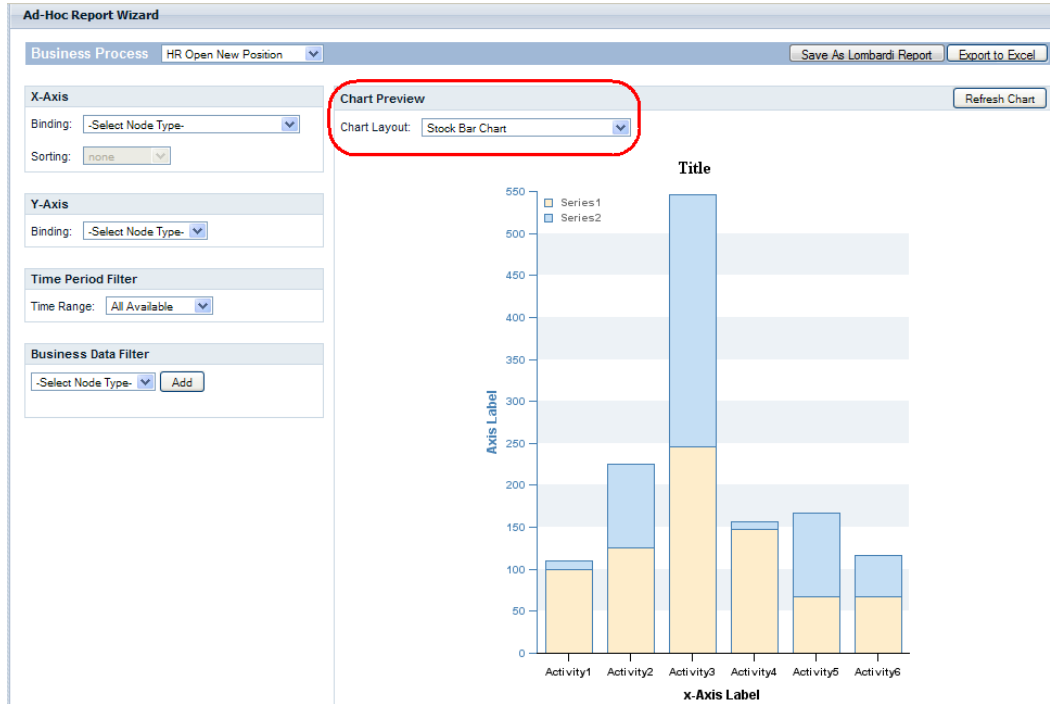 Ad-Hoc Report Wizard
Business Process HR Open New Position Save As Lombardi Report Export to Excel
X-Axis
Binding: -Select Node Type-
Sorting: none
Y-Axis
Binding: -Select Node Type-
Time Period Filter
Time Range: All Available
Business Data Filter
-Select Node Type- Add
Chart Preview Refresh Chart
Chart Layout: Stock Bar Chart
Title
Series1
Series2
550
500
450
400
350
300
250
200
150
100
50
0
Axis Label
Activity1 Activity2 Activity3 Activity4 Activity5 Activity6
x-Axis Label